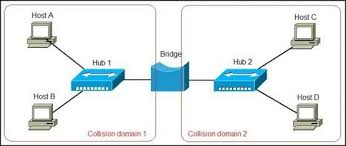 Host A
Host C
Bridge
Hub 1
Hub 2
Host B
Host D
Collision domain 1
Collision domain 2